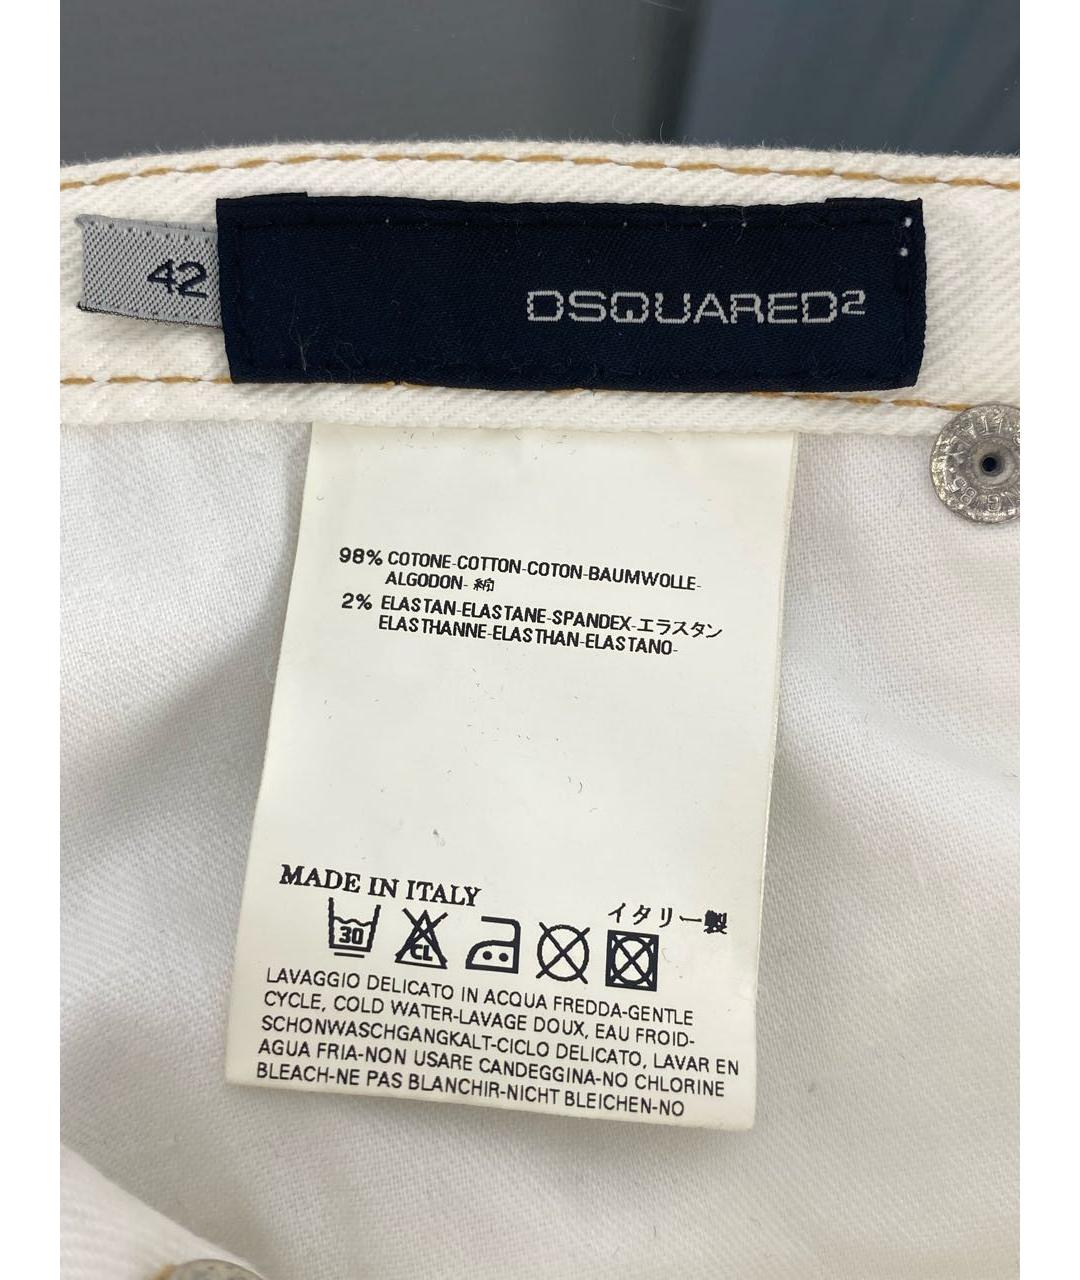 42
DSQUARED2
98% COTONE-COTTON-COTON-BAUMWOLLE-
ALGODON- 綿
2% ELASTAN-ELASTANE-SPANDEX-エラスタン
ELASTHANNE-ELASTHAN-ELASTANO-
MADE IN ITALY
イタリー製
30 CL
LAVAGGIO DELICATO IN ACQUA FREDDA-GENTLE
CYCLE, COLD WATER-LAVAGE DOUX, EAU FROID-
SCHONWASCHGANGKALT-CICLO DELICATO, LAVAR EN
AGUA FRIA-NON USARE CANDEGGINA-NO CHLORINE
BLEACH-NE PAS BLANCHIR-NICHT BLEICHEN-NO